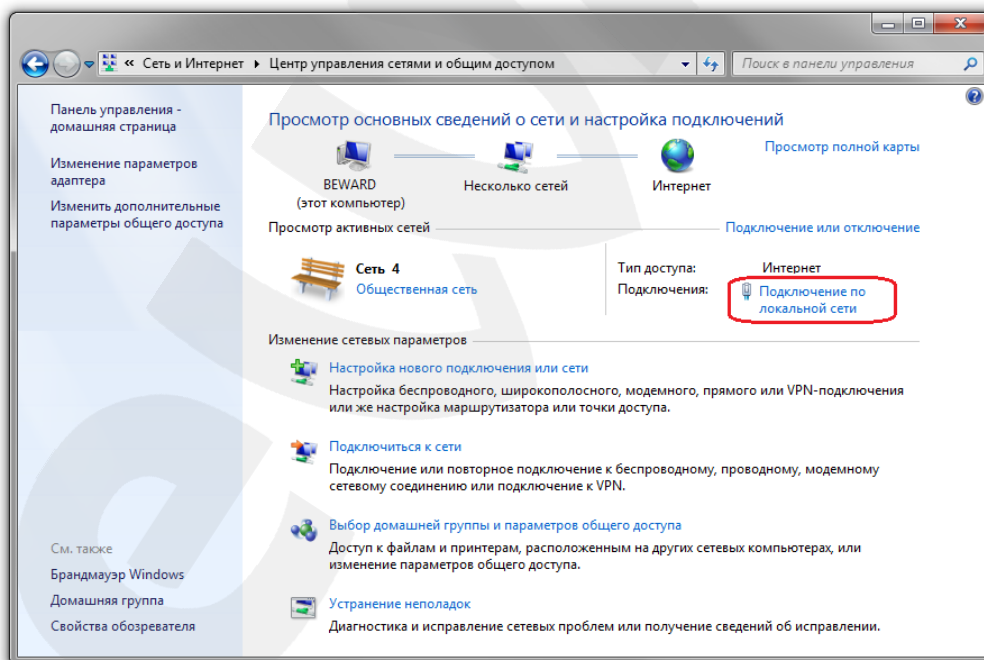 « Сеть и Интернет ▸ Центр управления сетями и общим доступом
Поиск в панели управления
Панель управления -
домашняя страница
Изменение параметров
адаптера
Изменить дополнительные
параметры общего доступа
См. также
Брандмауэр Windows
Домашняя группа
Свойства обозревателя
Просмотр основных сведений о сети и настройка подключений
Просмотр полной карты
BEWARD
(этот компьютер)
Несколько сетей
Интернет
Просмотр активных сетей
Подключение или отключение
Сеть 4
Общественная сеть
Тип доступа: Интернет
Подключения: Подключение по
локальной сети
Изменение сетевых параметров
Настройка нового подключения или сети
Настройка беспроводного, широкополосного, модемного, прямого или VPN-подключения
или же настройка маршрутизатора или точки доступа.
Подключиться к сети
Подключение или повторное подключение к беспроводному, проводному, модемному
сетевому соединению или подключение к VPN.
Выбор домашней группы и параметров общего доступа
Доступ к файлам и принтерам, расположенным на других сетевых компьютерах, или
изменение параметров общего доступа.
Устранение неполадок
Диагностика и исправление сетевых проблем или получение сведений об исправлении.